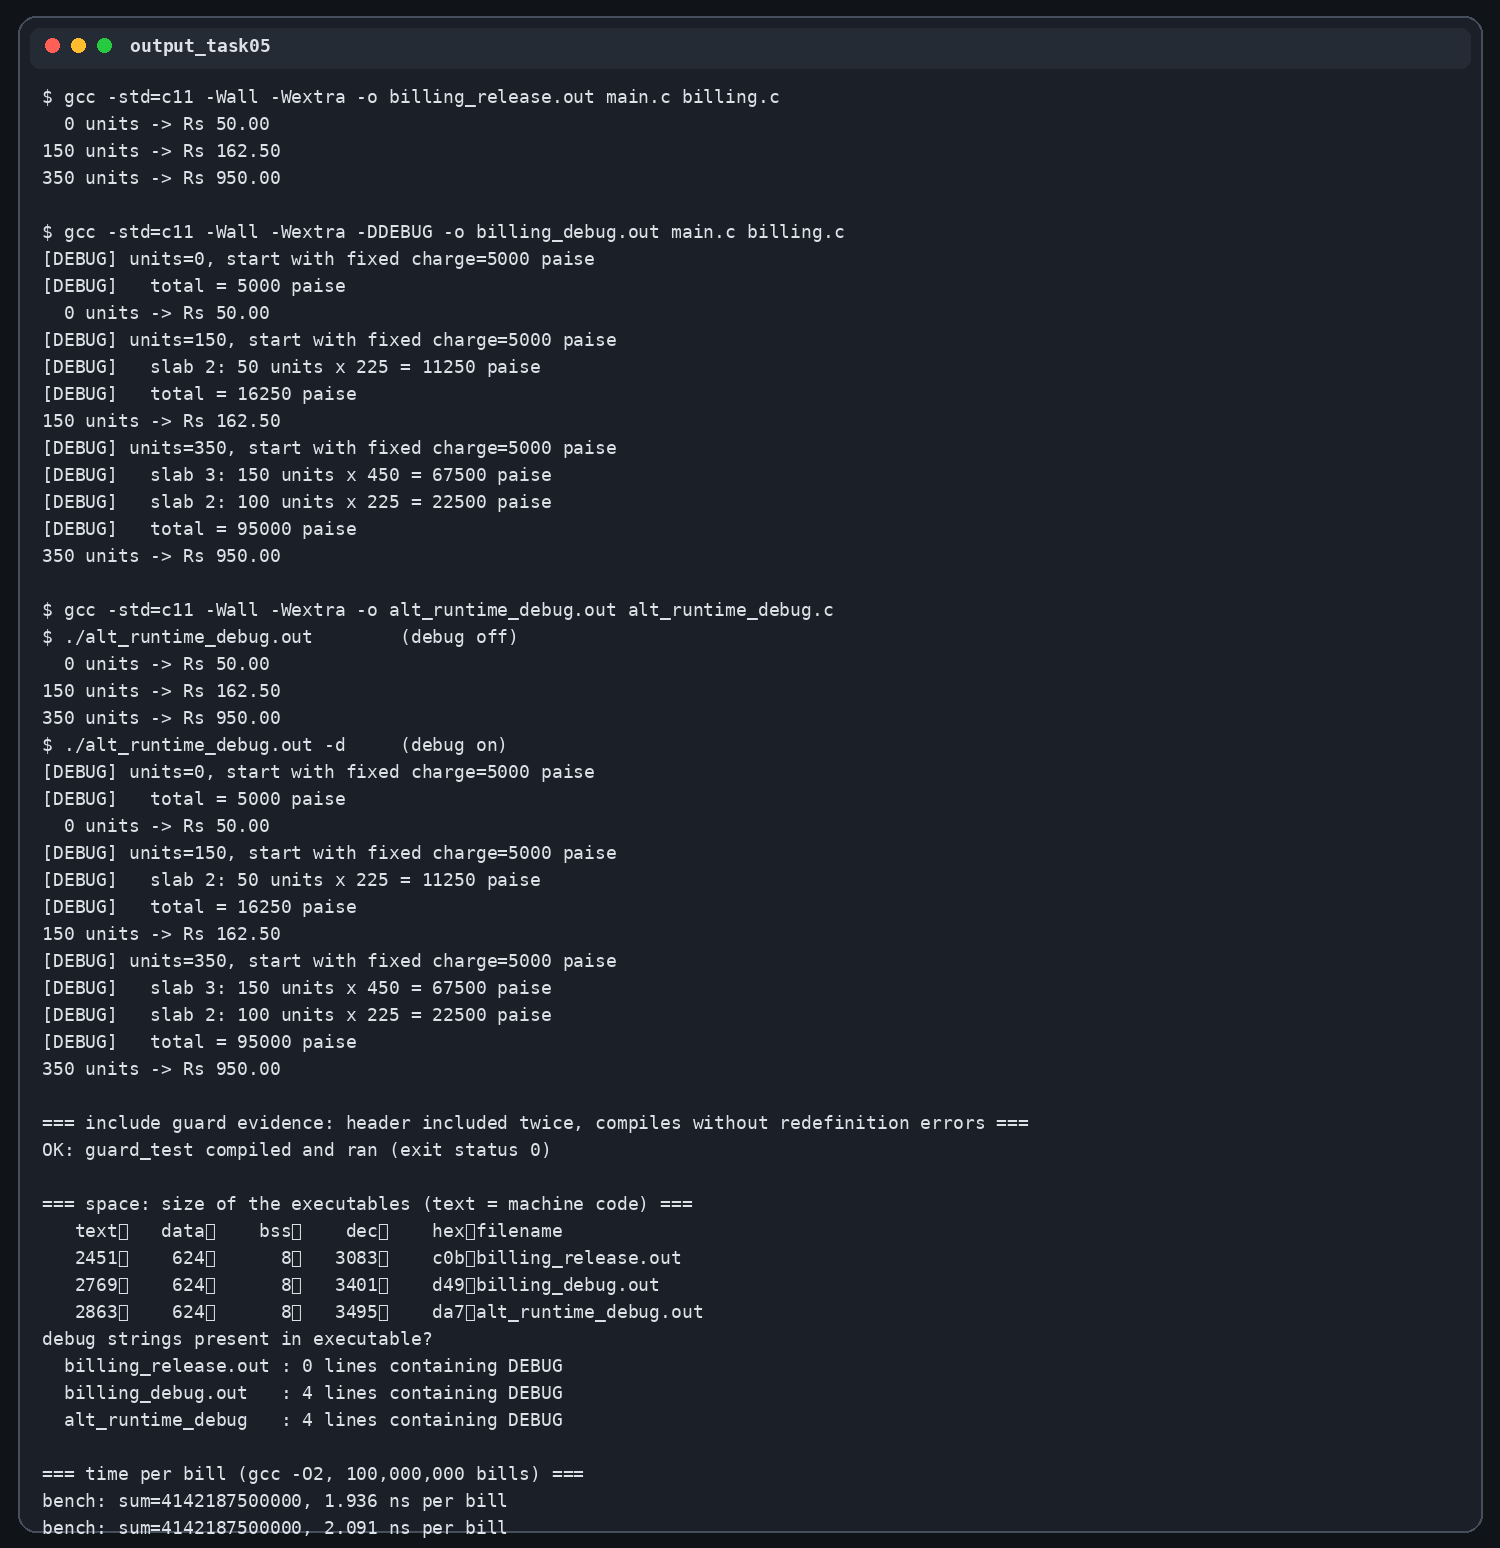 output_task05
$ gcc -std=c11 -Wall -Wextra -o billing_release.out main.c billing.c
  0 units -> Rs 50.00
150 units -> Rs 162.50
350 units -> Rs 950.00

$ gcc -std=c11 -Wall -Wextra -DDEBUG -o billing_debug.out main.c billing.c
[DEBUG] units=0, start with fixed charge=5000 paise
[DEBUG]   total = 5000 paise
  0 units -> Rs 50.00
[DEBUG] units=150, start with fixed charge=5000 paise
[DEBUG]   slab 2: 50 units x 225 = 11250 paise
[DEBUG]   total = 16250 paise
150 units -> Rs 162.50
[DEBUG] units=350, start with fixed charge=5000 paise
[DEBUG]   slab 3: 150 units x 450 = 67500 paise
[DEBUG]   slab 2: 100 units x 225 = 22500 paise
[DEBUG]   total = 95000 paise
350 units -> Rs 950.00

$ gcc -std=c11 -Wall -Wextra -o alt_runtime_debug.out alt_runtime_debug.c
$ ./alt_runtime_debug.out        (debug off)
  0 units -> Rs 50.00
150 units -> Rs 162.50
350 units -> Rs 950.00
$ ./alt_runtime_debug.out -d     (debug on)
[DEBUG] units=0, start with fixed charge=5000 paise
[DEBUG]   total = 5000 paise
  0 units -> Rs 50.00
[DEBUG] units=150, start with fixed charge=5000 paise
[DEBUG]   slab 2: 50 units x 225 = 11250 paise
[DEBUG]   total = 16250 paise
150 units -> Rs 162.50
[DEBUG] units=350, start with fixed charge=5000 paise
[DEBUG]   slab 3: 150 units x 450 = 67500 paise
[DEBUG]   slab 2: 100 units x 225 = 22500 paise
[DEBUG]   total = 95000 paise
350 units -> Rs 950.00

=== include guard evidence: header included twice, compiles without redefinition errors ===
OK: guard_test compiled and ran (exit status 0)

=== space: size of the executables (text = machine code) ===
   text▯   data▯    bss▯    dec▯    hex▯filename
   2451▯    624▯      8▯   3083▯    c0b▯billing_release.out
   2769▯    624▯      8▯   3401▯    d49▯billing_debug.out
   2863▯    624▯      8▯   3495▯    da7▯alt_runtime_debug.out
debug strings present in executable?
  billing_release.out : 0 lines containing DEBUG
  billing_debug.out   : 4 lines containing DEBUG
  alt_runtime_debug   : 4 lines containing DEBUG

=== time per bill (gcc -O2, 100,000,000 bills) ===
bench: sum=4142187500000, 1.936 ns per bill
bench: sum=4142187500000, 2.091 ns per bill